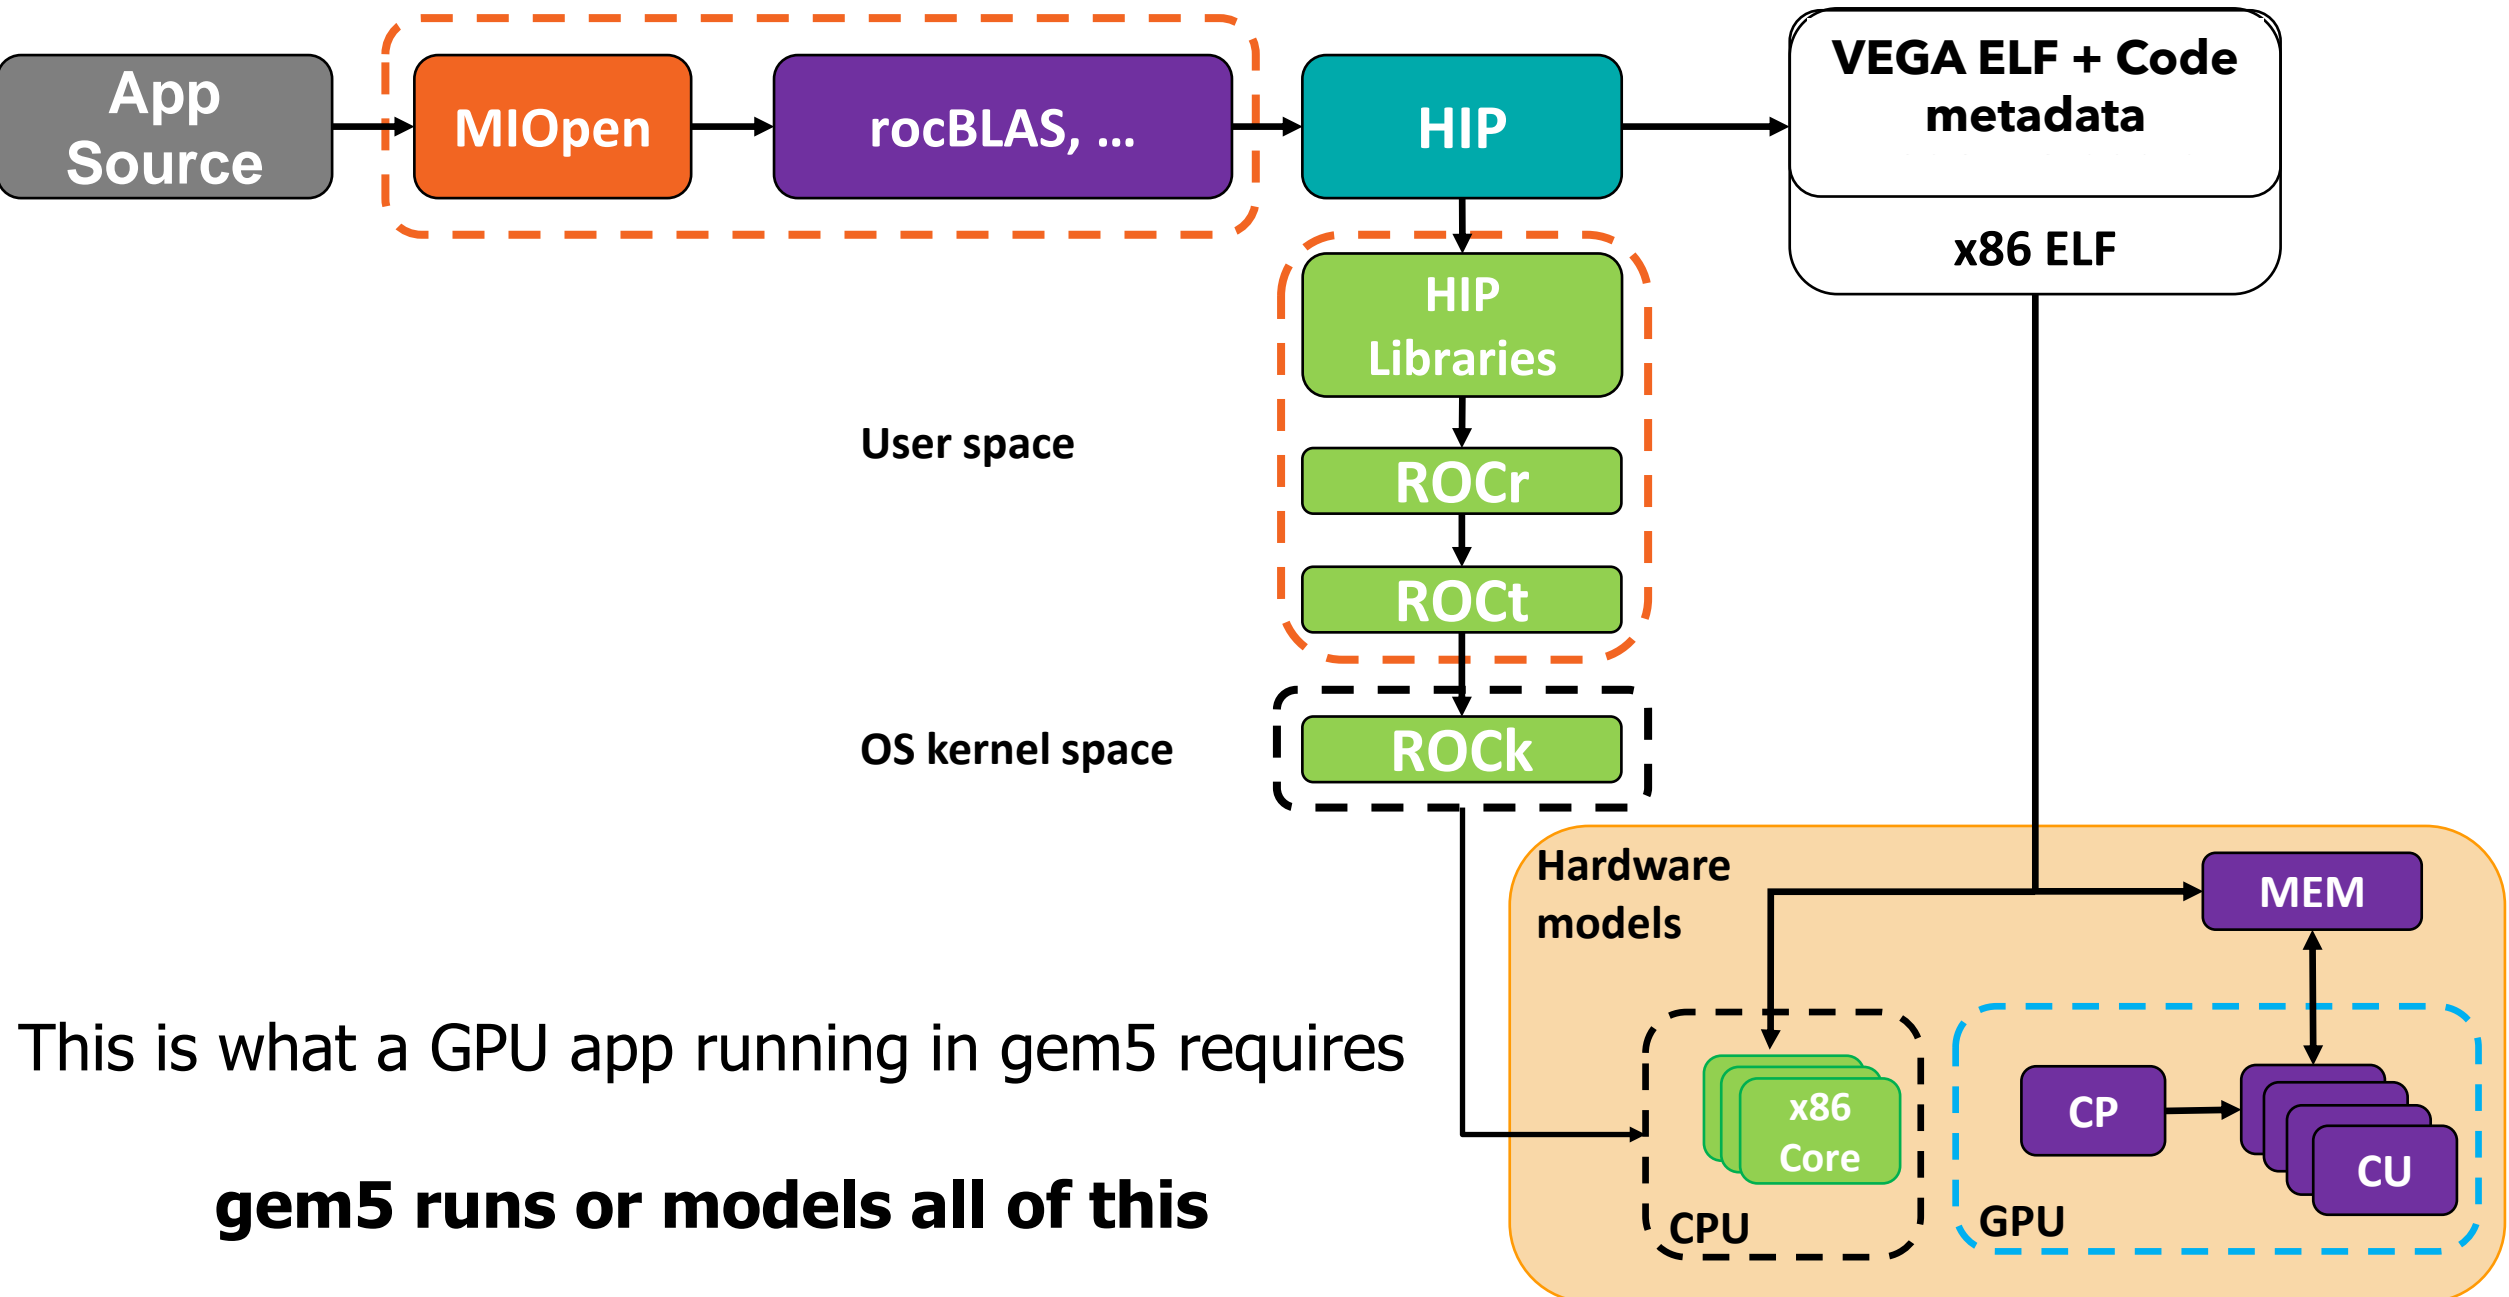 App
Source
MIOpen
rocBLAS, ...
HIP
VEGA ELF + Code
metadata
x86 ELF
HIP
Libraries
User space
ROCr
ROCt
OS kernel space
ROCk
Hardware
models
MEM
x86
Core
CPU
CP
CU
GPU
This is what a GPU app running in gem5 requires
gem5 runs or models all of this